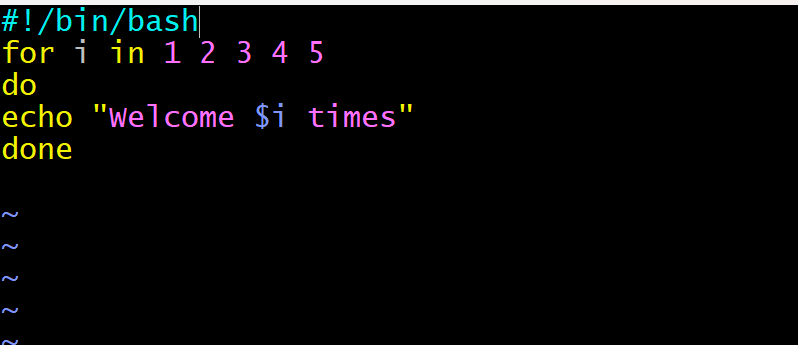 #!/bin/bash
for i in 1 2 3 4 5
do
echo "Welcome $i times"
done
~
~
~
~
~